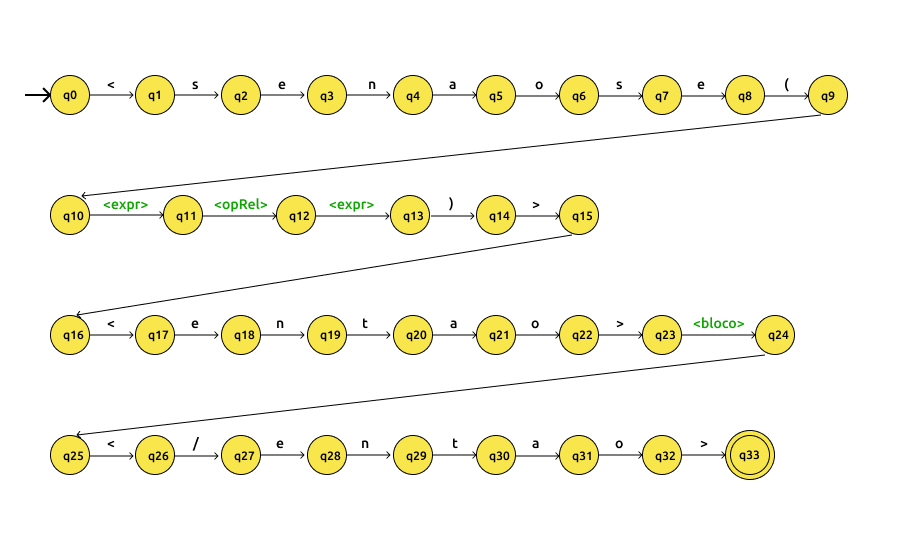 < s e n a o s e (
q0 q1 q2 q3 q4 q5 q6 q7 q8 q9
<expr> <opRel> <expr> ) >
q10 q11 q12 q13 q14 q15
< e n t a o > <bloco>
q16 q17 q18 q19 q20 q21 q22 q23 q24
< / e n t a o >
q25 q26 q27 q28 q29 q30 q31 q32 q33